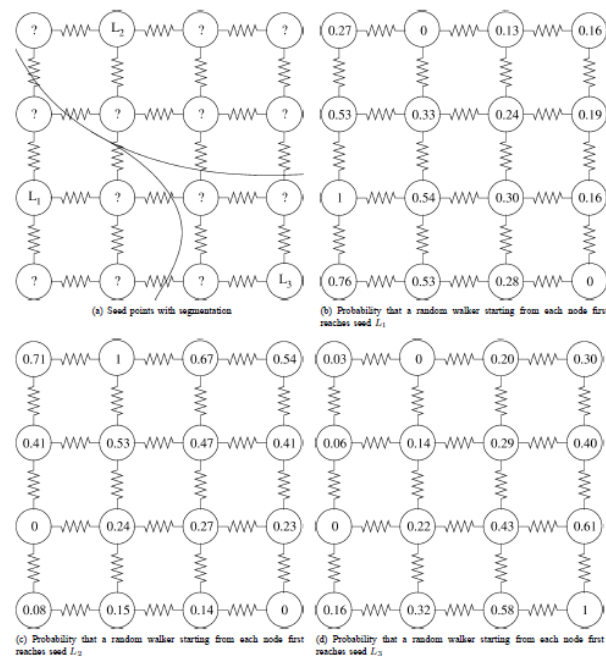 ? L₂ ? ?
? ? ? ?
L₁ ? ? ?
? ? ? L₃
(a) Seed points with segmentation
0.27 0 0.13 0.16
0.53 0.33 0.24 0.19
1 0.54 0.30 0.16
0.76 0.53 0.28 0
(b) Probability that a random walker starting from each node first
reaches seed L₁
0.71 1 0.67 0.54
0.41 0.53 0.47 0.41
0 0.24 0.27 0.23
0.08 0.15 0.14 0
(c) Probability that a random walker starting from each node first
reaches seed L₂
0.03 0 0.20 0.30
0.06 0.14 0.29 0.40
0 0.22 0.43 0.61
0.16 0.32 0.58 1
(d) Probability that a random walker starting from each node first
reaches seed L₃